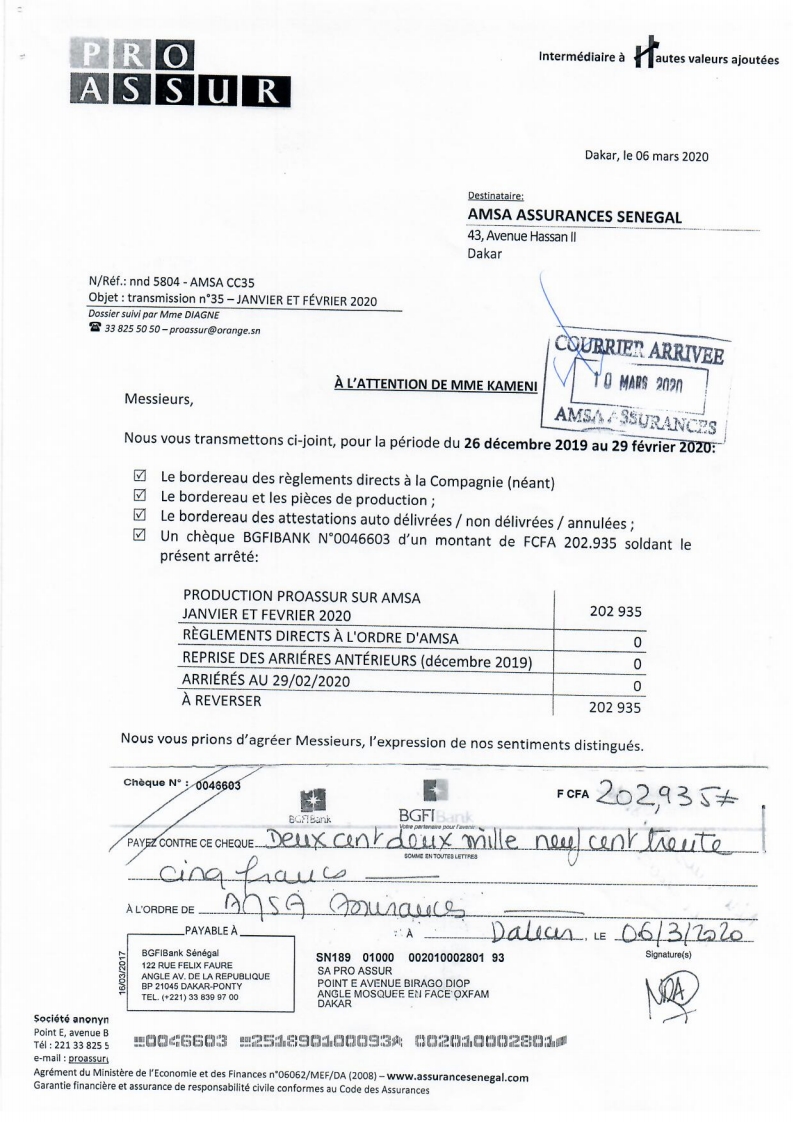 PRO
ASSUR
Intermédiaire à Hautes valeurs ajoutées
Dakar, le 06 mars 2020
Destinataire:
AMSA ASSURANCES SENEGAL
43, Avenue Hassan II
Dakar
N/Réf.: nnd 5804 - AMSA CC35
Objet : transmission n°35 – JANVIER ET FÉVRIER 2020
Dossier suivi par Mme DIAGNE
☎ 33 825 50 50 – proassur@orange.sn
COURRIER ARRIVEE
10 MARS 2020
AMSA ASSURANCES
À L'ATTENTION DE MME KAMENI
Messieurs,
Nous vous transmettons ci-joint, pour la période du 26 décembre 2019 au 29 février 2020:
☑ Le bordereau des règlements directs à la Compagnie (néant)
☑ Le bordereau et les pièces de production ;
☑ Le bordereau des attestations auto délivrées / non délivrées / annulées ;
☑ Un chèque BGFIBANK N°0046603 d'un montant de FCFA 202.935 soldant le
présent arrêté:
PRODUCTION PROASSUR SUR AMSA
JANVIER ET FEVRIER 2020 202 935
RÈGLEMENTS DIRECTS À L'ORDRE D'AMSA 0
REPRISE DES ARRIÉRES ANTÉRIEURS (décembre 2019) 0
ARRIÉRÉS AU 29/02/2020 0
À REVERSER 202 935
Nous vous prions d'agréer Messieurs, l'expression de nos sentiments distingués.
Chèque N° : 0046603
BGFIBank
BGFIBank
Votre partenaire pour l'avenir
F CFA 202,935#
PAYEZ CONTRE CE CHEQUE Deux cent deux mille neuf cent trente
SOMME EN TOUTES LETTRES
cinq francs
À L'ORDRE DE AMSA Assurances
PAYABLE À
: À Dakar, LE 06/3/2020
Signature(s)
16/03/2017
BGFIBank Sénégal
122 RUE FELIX FAURE
ANGLE AV. DE LA REPUBLIQUE
BP 21045 DAKAR-PONTY
TEL. (+221) 33 839 97 00
SN189 01000 002010002801 93
SA PRO ASSUR
POINT E AVENUE BIRAGO DIOP
ANGLE MOSQUEE EN FACE OXFAM
DAKAR
Société anonyn
Point E, avenue B
Tél : 221 33 825 5
e-mail : proassur
0046603 251890100093 002010002801
Agrément du Ministère de l'Economie et des Finances n°06062/MEF/DA (2008) – www.assurancesenegal.com
Garantie financière et assurance de responsabilité civile conformes au Code des Assurances